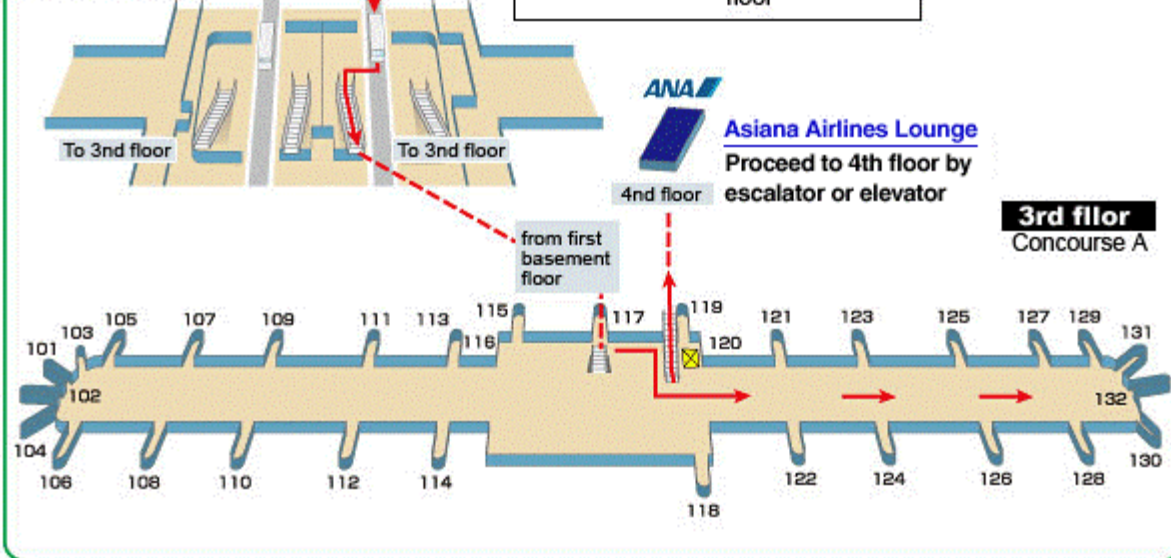 floor
ANA
Asiana Airlines Lounge
To 3nd floor
To 3nd floor
Proceed to 4th floor by
4nd floor
escalator or elevator
3rd fllor
Concourse A
from first
basement
floor
115
117
119
103
105
107
109
111
113
116
120
121
123
125
127
129
131
101
102
132
104
106
108
110
112
114
118
122
124
126
128
130